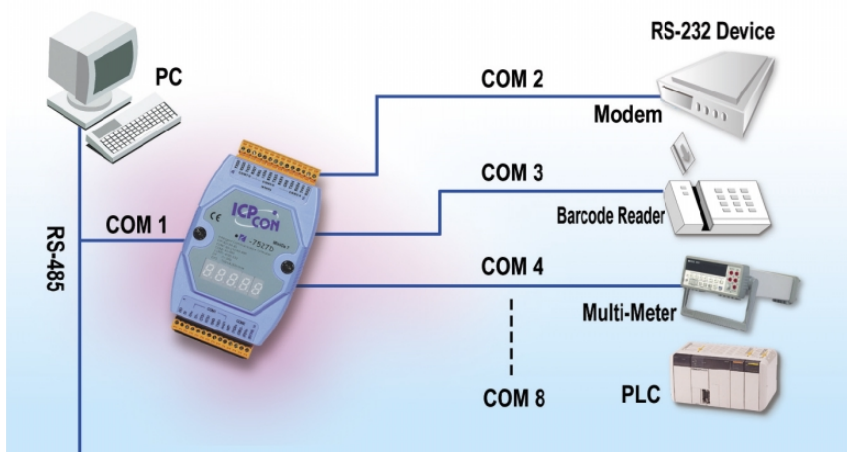 RS-232 Device
PC
COM 2
Modem
COM 3
Barcode Reader
COM 1
RS-485
ICP
CON
CE
88888
COM 4
Multi-Meter
COM 8
PLC